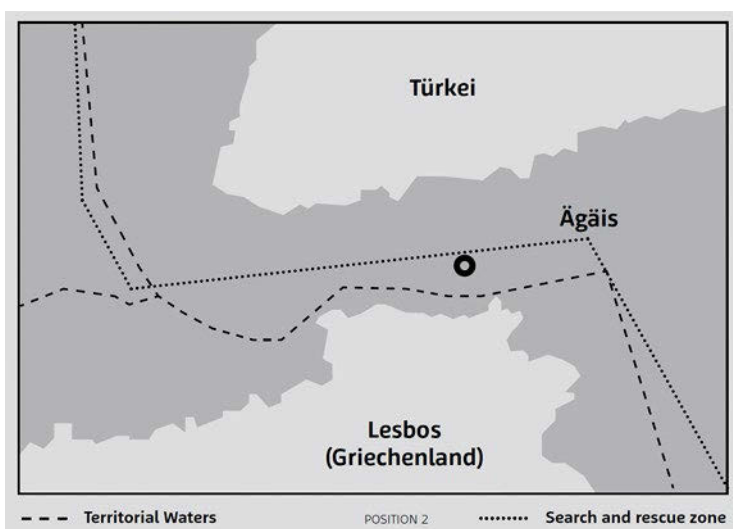 Türkei
Ägäis
Lesbos
(Griechenland)
Territorial Waters
POSITION 2
Search and rescue zone